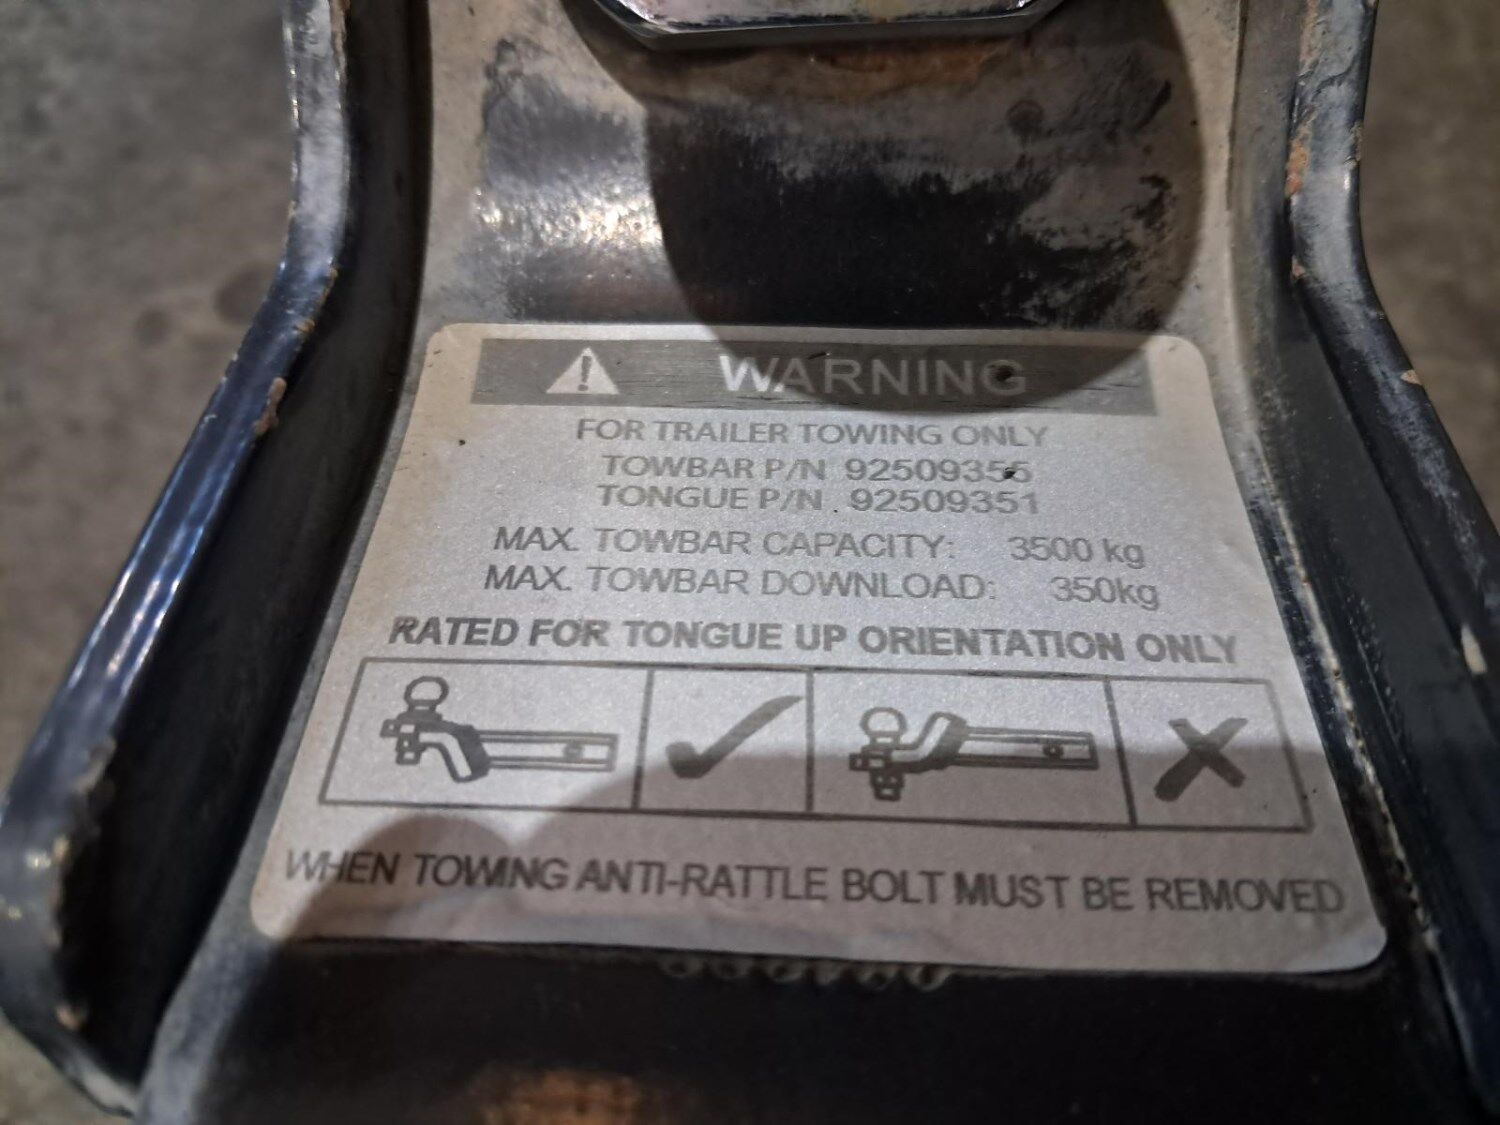 WARNING
FOR TRAILER TOWING ONLY
TOWBAR P/N 92509355
TONGUE P/N 92509351
MAX. TOWBAR CAPACITY: 3500 kg
MAX. TOWBAR DOWNLOAD: 350kg
RATED FOR TONGUE UP ORIENTATION ONLY
WHEN TOWING ANTI-RATTLE BOLT MUST BE REMOVED